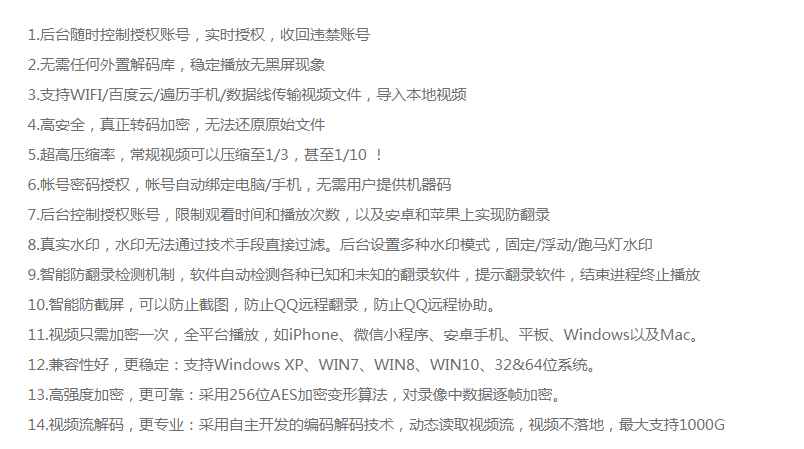 1.后台随时控制授权账号，实时授权，收回违禁账号
2.无需任何外置解码库，稳定播放无黑屏现象
3.支持WIFI/百度云/遍历手机/数据线传输视频文件，导入本地视频
4.高安全，真正转码加密，无法还原原始文件
5.超高压缩率，常规视频可以压缩至1/3，甚至1/10 ！
6.帐号密码授权，帐号自动绑定电脑/手机，无需用户提供机器码
7.后台控制授权账号，限制观看时间和播放次数，以及安卓和苹果上实现防翻录
8.真实水印，水印无法通过技术手段直接过滤。后台设置多种水印模式，固定/浮动/跑马灯水印
9.智能防翻录检测机制，软件自动检测各种已知和未知的翻录软件，提示翻录软件，结束进程终止播放
10.智能防截屏，可以防止截图，防止QQ远程翻录，防止QQ远程协助。
11.视频只需加密一次，全平台播放，如iPhone、微信小程序、安卓手机、平板、Windows以及Mac。
12.兼容性好，更稳定：支持Windows XP、WIN7、WIN8、WIN10、32&64位系统。
13.高强度加密，更可靠：采用256位AES加密变形算法，对录像中数据逐帧加密。
14.视频流解码，更专业：采用自主开发的编码解码技术，动态读取视频流，视频不落地，最大支持1000G